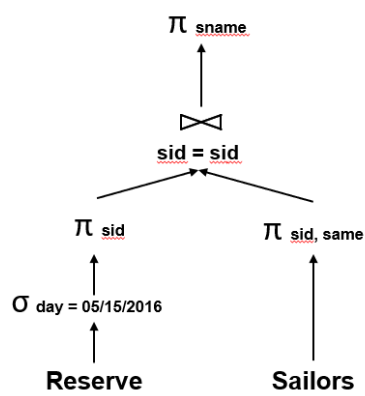 π sname
⋈
sid = sid
π sid
π sid, same
σ day = 05/15/2016
Reserve
Sailors